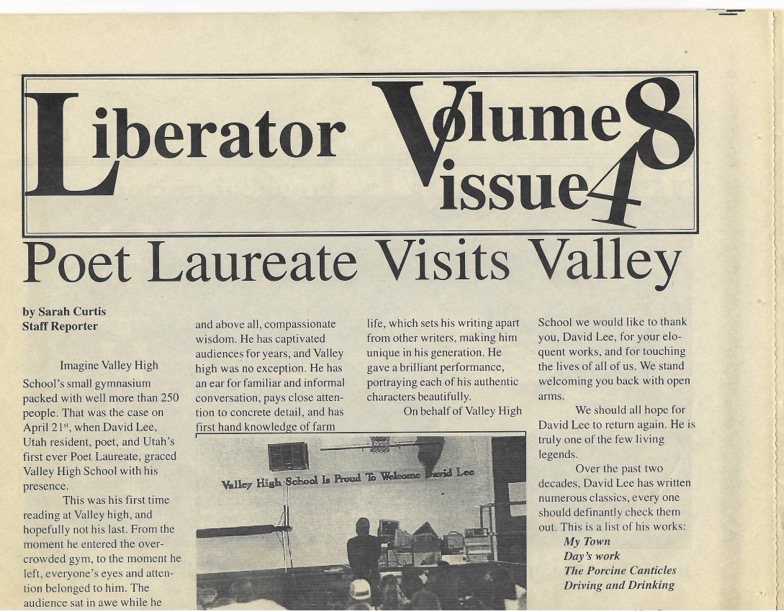 Liberator Volume 8
issue 4
Poet Laureate Visits Valley
by Sarah Curtis
Staff Reporter
Imagine Valley High
School's small gymnasium
packed with well more than 250
people. That was the case on
April 21st, when David Lee,
Utah resident, poet, and Utah's
first ever Poet Laureate, graced
Valley High School with his
presence.
This was his first time
reading at Valley high, and
hopefully not his last. From the
moment he entered the over-
crowded gym, to the moment he
left, everyone's eyes and atten-
tion belonged to him. The
audience sat in awe while he
and above all, compassionate
wisdom. He has captivated
audiences for years, and Valley
high was no exception. He has
an ear for familiar and informal
conversation, pays close atten-
tion to concrete detail, and has
first hand knowledge of farm
life, which sets his writing apart
from other writers, making him
unique in his generation. He
gave a brilliant performance,
portraying each of his authentic
characters beautifully.
On behalf of Valley High
Valley High School Is Proud To Welcome David Lee
School we would like to thank
you, David Lee, for your elo-
quent works, and for touching
the lives of all of us. We stand
welcoming you back with open
arms.
We should all hope for
David Lee to return again. He is
truly one of the few living
legends.
Over the past two
decades, David Lee has written
numerous classics, every one
should definantly check them
out. This is a list of his works:
My Town
Day's work
The Porcine Canticles
Driving and Drinking